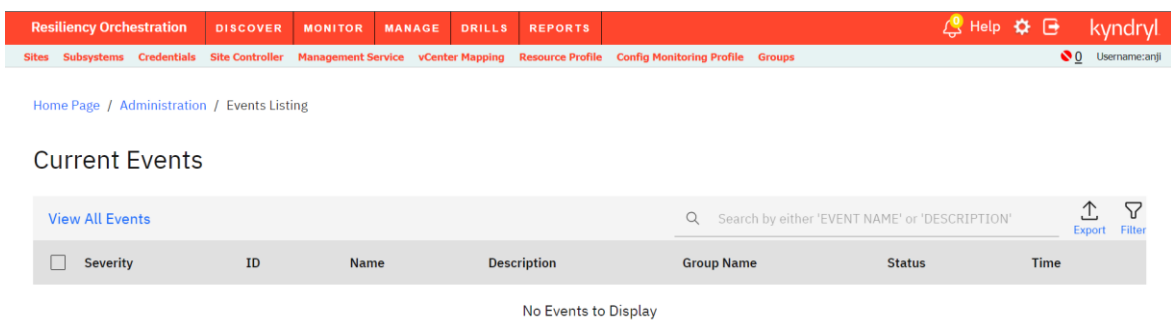 Resiliency Orchestration DISCOVER MONITOR MANAGE DRILLS REPORTS 0 Help kyndryl
Sites Subsystems Credentials Site Controller Management Service vCenter Mapping Resource Profile Config Monitoring Profile Groups 0 Username:anji
Home Page / Administration / Events Listing
Current Events
View All Events Search by either 'EVENT NAME' or 'DESCRIPTION' Export Filter
Severity ID Name Description Group Name Status Time
No Events to Display